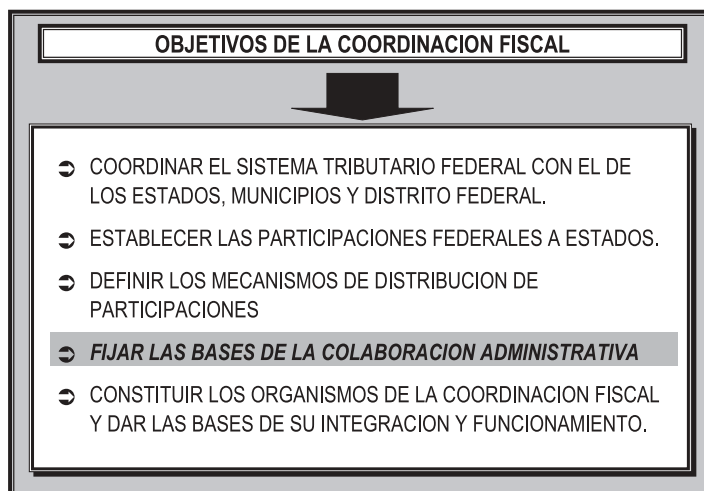 OBJETIVOS DE LA COORDINACION FISCAL
➲ COORDINAR EL SISTEMA TRIBUTARIO FEDERAL CON EL DE
LOS ESTADOS, MUNICIPIOS Y DISTRITO FEDERAL.
➲ ESTABLECER LAS PARTICIPACIONES FEDERALES A ESTADOS.
➲ DEFINIR LOS MECANISMOS DE DISTRIBUCION DE
PARTICIPACIONES
➲ FIJAR LAS BASES DE LA COLABORACION ADMINISTRATIVA
➲ CONSTITUIR LOS ORGANISMOS DE LA COORDINACION FISCAL
Y DAR LAS BASES DE SU INTEGRACION Y FUNCIONAMIENTO.